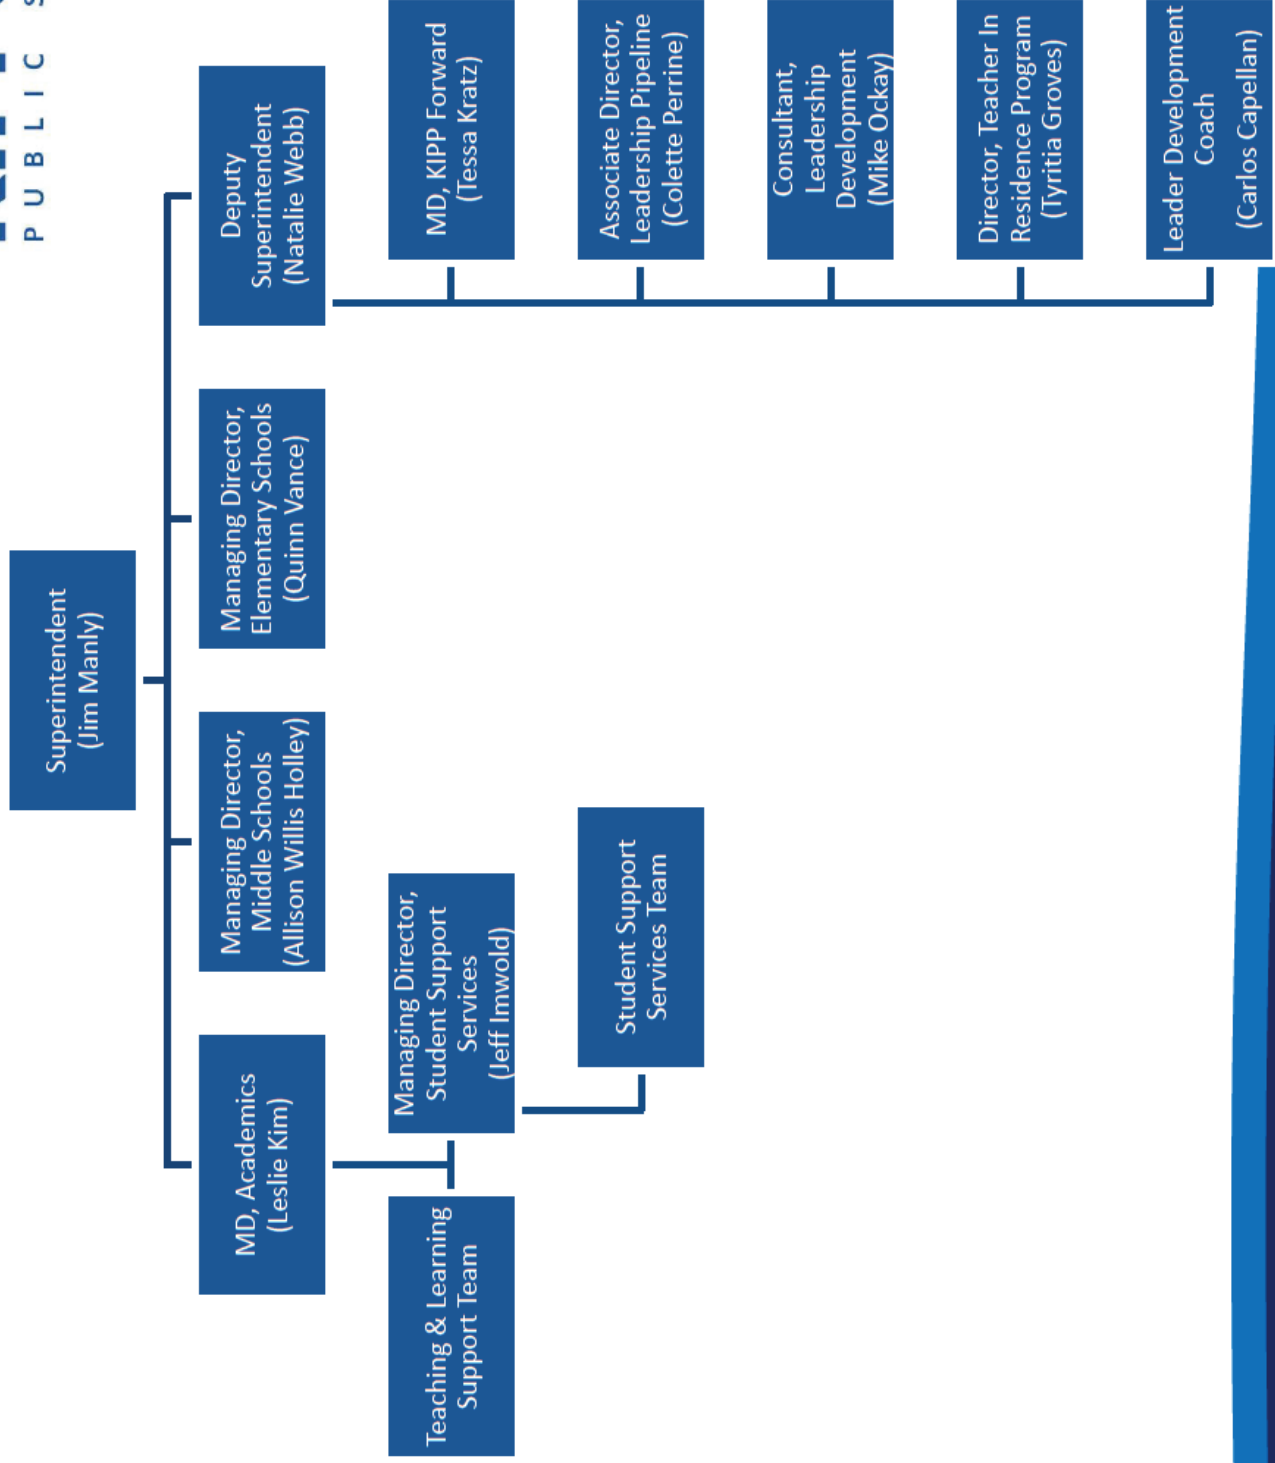 PUBLIC S
Superintendent
(Jim Manly)
MD, Academics
(Leslie Kim)
Managing Director,
Middle Schools
(Allison Willis Holley)
Managing Director,
Elementary Schools
(Quinn Vance)
Deputy
Superintendent
(Natalie Webb)
Teaching & Learning
Support Team
Managing Director,
Student Support
Services
(Jeff Imwold)
Student Support
Services Team
MD, KIPP Forward
(Tessa Kratz)
Associate Director,
Leadership Pipeline
(Colette Perrine)
Consultant,
Leadership
Development
(Mike Ockay)
Director, Teacher In
Residence Program
(Tyritia Groves)
Leader Development
Coach
(Carlos Capellan)